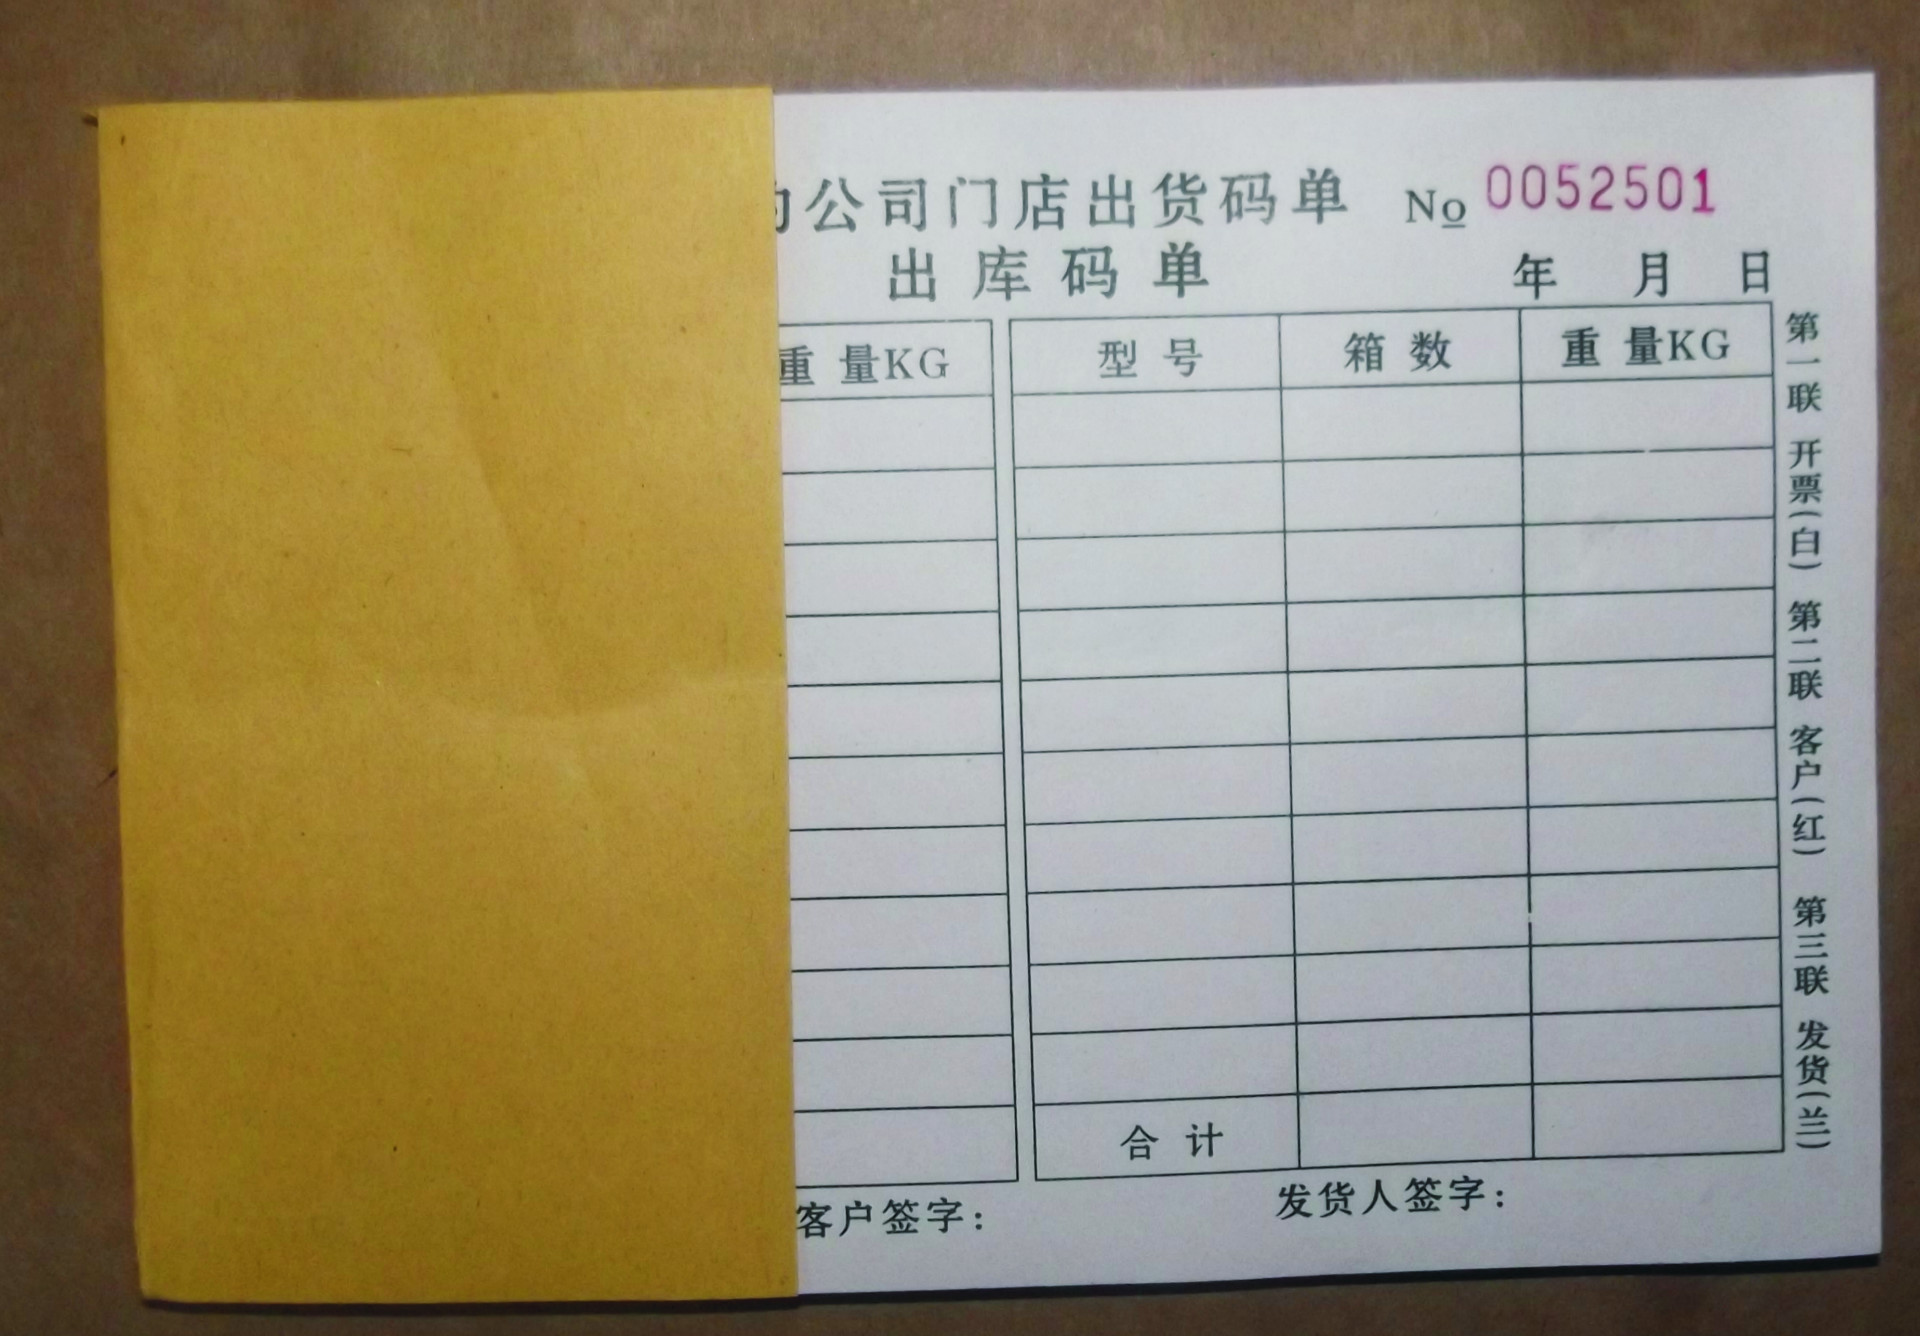 公司门店出货码单 No 0052501
出库码单 年 月 日
重量KG 型号 箱数 重量KG
合计
客户签字: 发货人签字:
第一联 开票(白) 第二联 客户(红) 第三联 发货(兰)